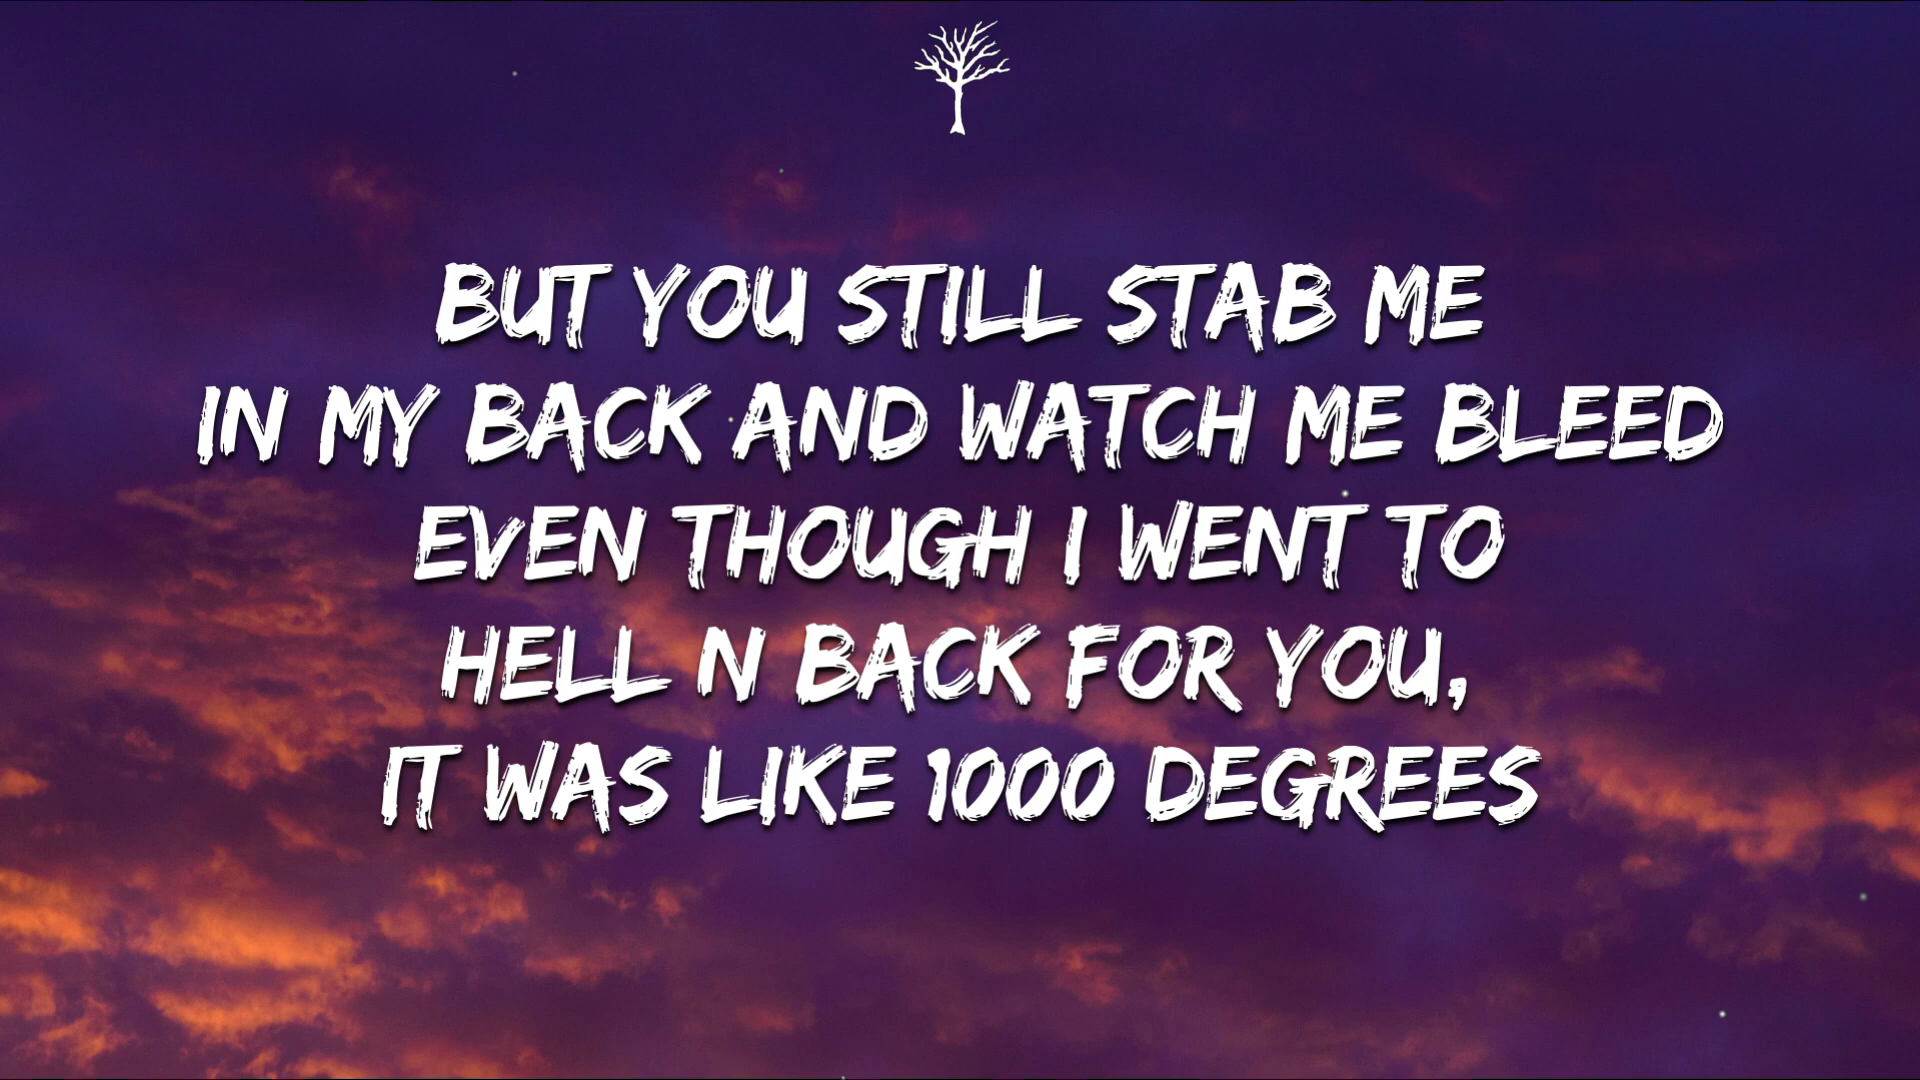 BUT YOU STILL STAB ME
IN MY BACK AND WATCH ME BLEED
EVEN THOUGH I WENT TO
HELL N BACK FOR YOU,
IT WAS LIKE 1000 DEGREES